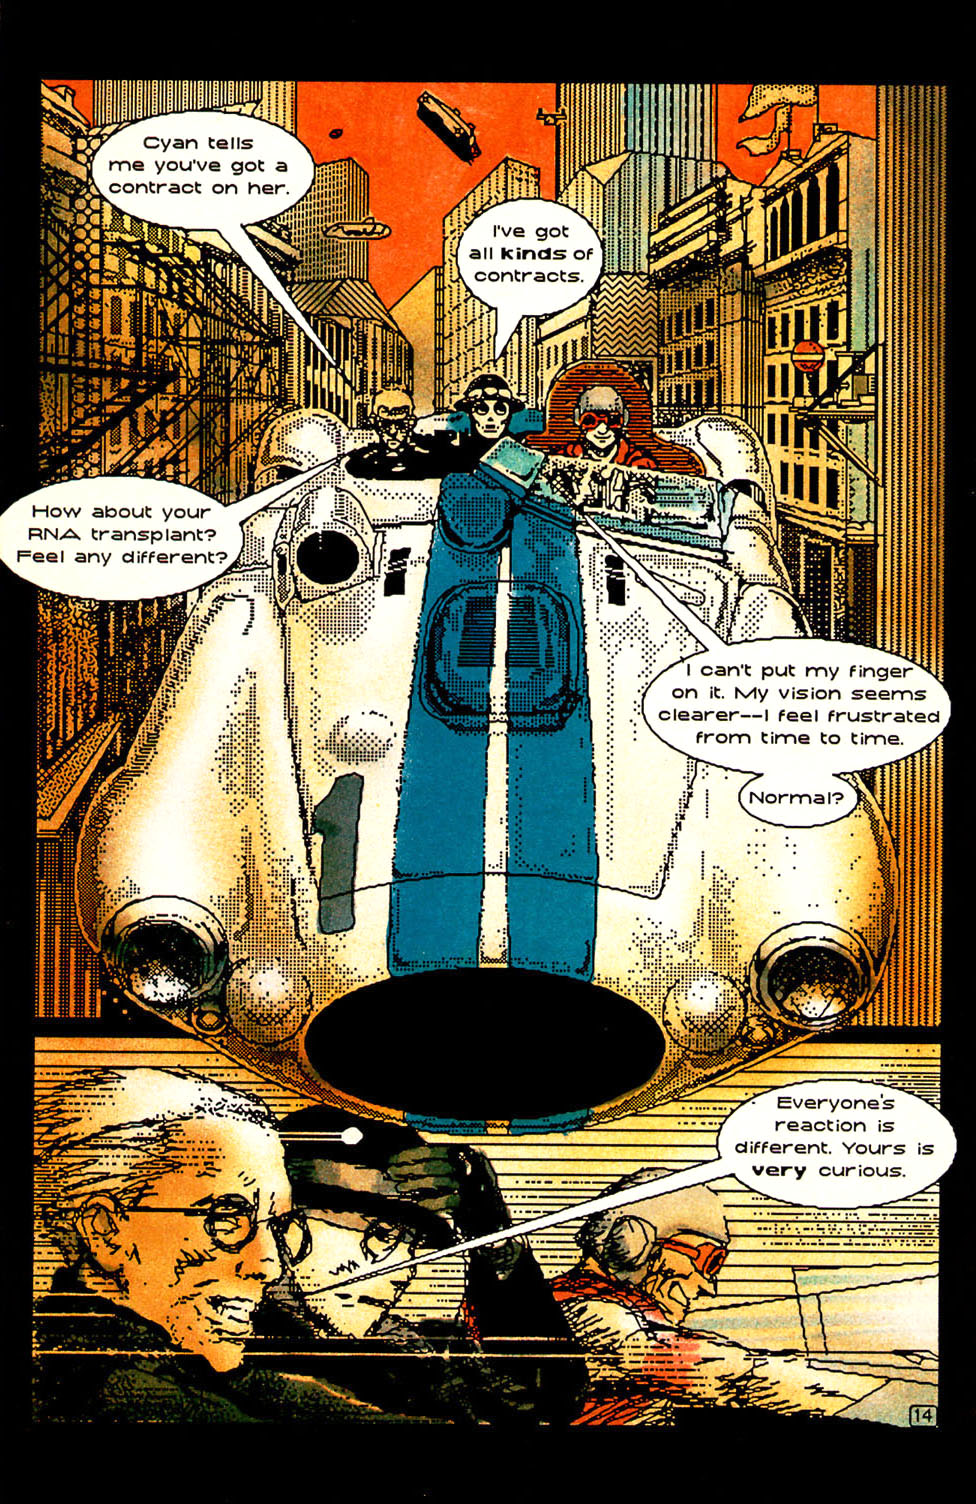 Cyan tells
me you've got a
contract on her.
I've got
all kinds of
contracts.
How about your
RNA transplant?
Feel any different?
I can't put my finger
on it. My vision seems
clearer--I feel frustrated
from time to time.
Normal?
1
Everyone's
reaction is
different. Yours is
very curious.
14